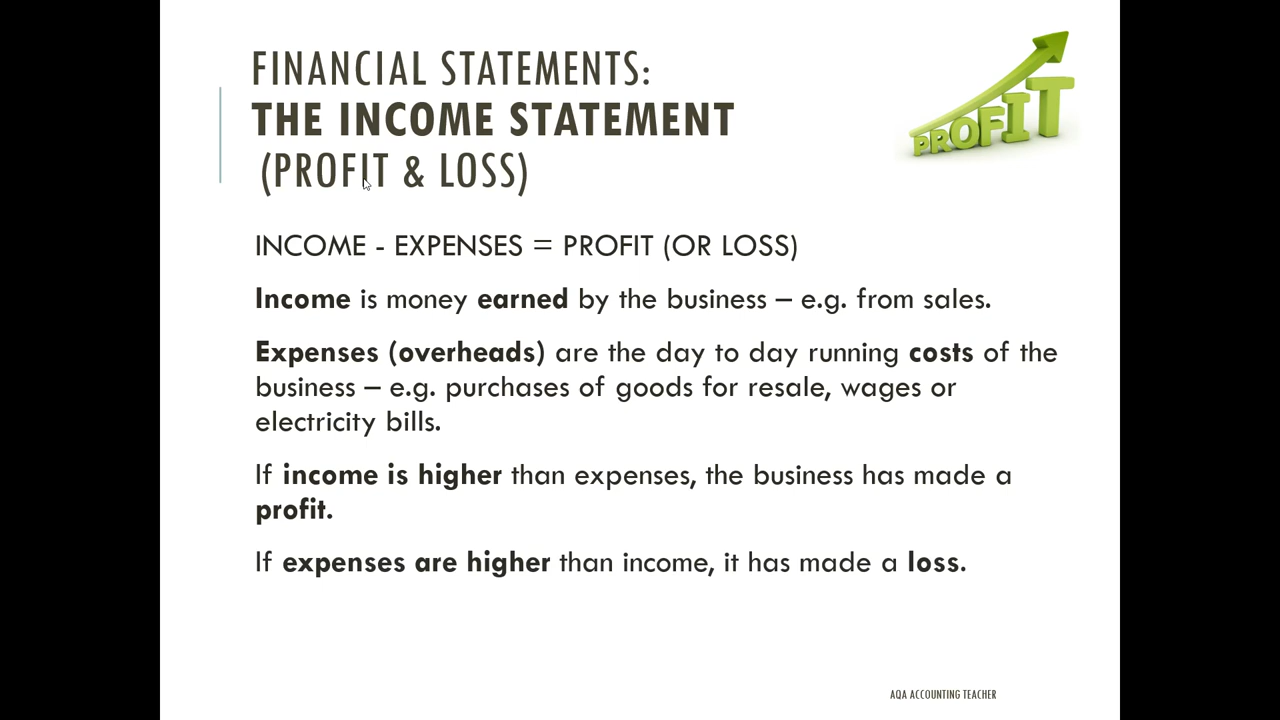 FINANCIAL STATEMENTS:
THE INCOME STATEMENT
(PROFIT & LOSS)
PROFIT
INCOME - EXPENSES = PROFIT (OR LOSS)
Income is money earned by the business – e.g. from sales.
Expenses (overheads) are the day to day running costs of the
business – e.g. purchases of goods for resale, wages or
electricity bills.
If income is higher than expenses, the business has made a
profit.
If expenses are higher than income, it has made a loss.
AQA ACCOUNTING TEACHER